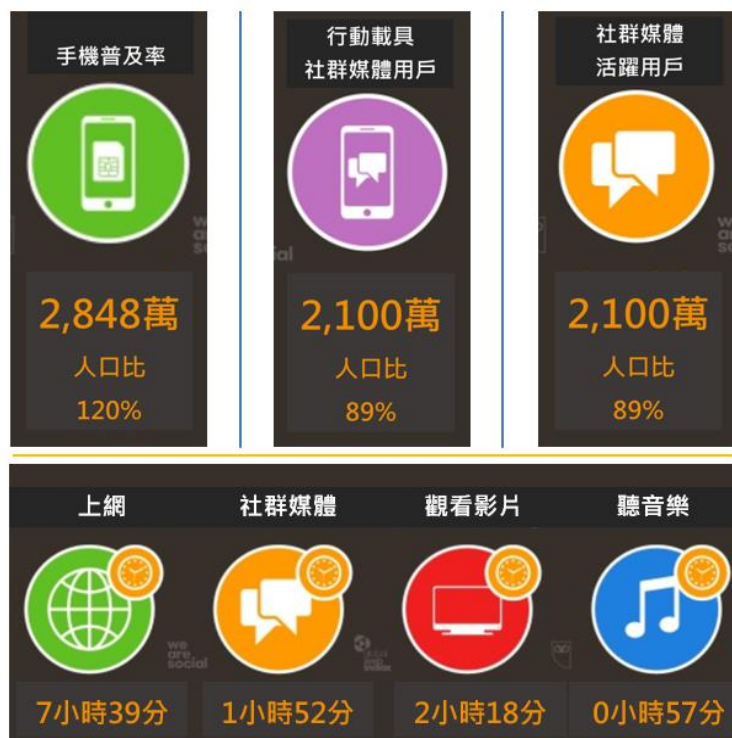 手機普及率
2,848萬
人口比
120%
行動載具
社群媒體用戶
2,100萬
人口比
89%
社群媒體
活躍用戶
2,100萬
人口比
89%
上網
社群媒體
觀看影片
聽音樂
we
are
social
7小時39分
1小時52分
2小時18分
0小時57分